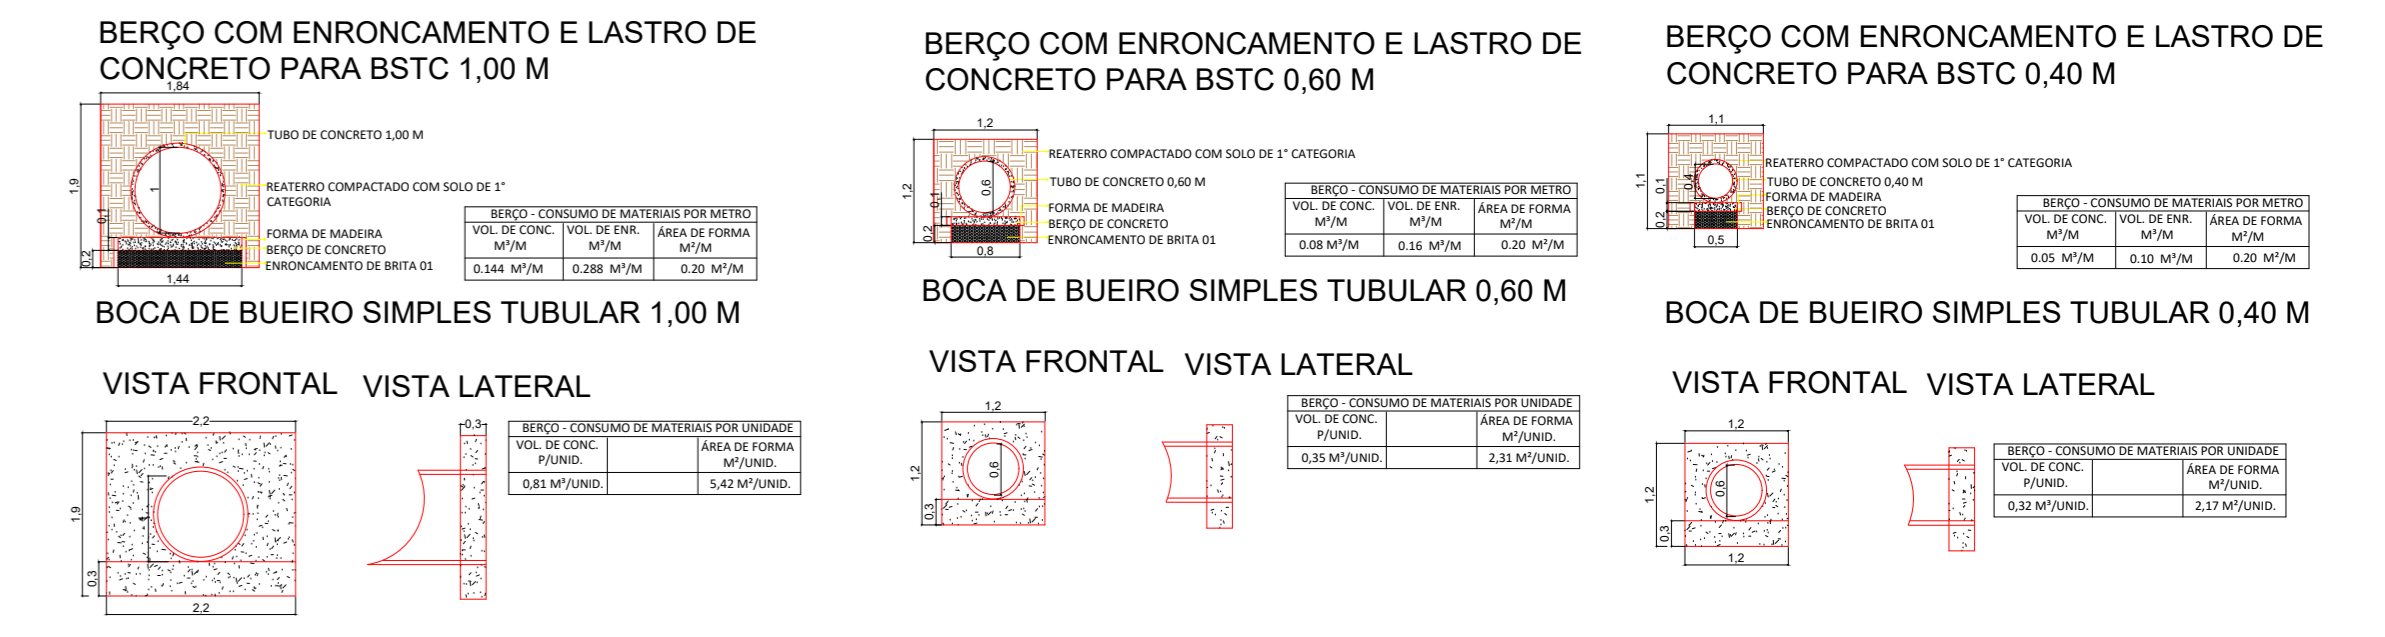 BERÇO COM ENRONCAMENTO E LASTRO DE
CONCRETO PARA BSTC 1,00 M
1,84
1,9
1
0,1
0,2
1,44
TUBO DE CONCRETO 1,00 M
REATERRO COMPACTADO COM SOLO DE 1°
CATEGORIA
FORMA DE MADEIRA
BERÇO DE CONCRETO
ENRONCAMENTO DE BRITA 01
BERÇO - CONSUMO DE MATERIAIS POR METRO
VOL. DE CONC. M³/M
VOL. DE ENR. M³/M
ÁREA DE FORMA M²/M
0.144 M³/M
0.288 M³/M
0.20 M²/M
BOCA DE BUEIRO SIMPLES TUBULAR 1,00 M
VISTA FRONTAL
VISTA LATERAL
2,2
1,9
0,3
2,2
0,3
BERÇO - CONSUMO DE MATERIAIS POR UNIDADE
VOL. DE CONC. P/UNID.
ÁREA DE FORMA M²/UNID.
0,81 M³/UNID.
5,42 M²/UNID.
BERÇO COM ENRONCAMENTO E LASTRO DE
CONCRETO PARA BSTC 0,60 M
1,2
1,2
0,6
0,1
0,2
0,8
REATERRO COMPACTADO COM SOLO DE 1° CATEGORIA
TUBO DE CONCRETO 0,60 M
FORMA DE MADEIRA
BERÇO DE CONCRETO
ENRONCAMENTO DE BRITA 01
BERÇO - CONSUMO DE MATERIAIS POR METRO
VOL. DE CONC. M³/M
VOL. DE ENR. M³/M
ÁREA DE FORMA M²/M
0.08 M³/M
0.16 M³/M
0.20 M²/M
BOCA DE BUEIRO SIMPLES TUBULAR 0,60 M
VISTA FRONTAL
VISTA LATERAL
1,2
1,2
0,6
0,3
BERÇO - CONSUMO DE MATERIAIS POR UNIDADE
VOL. DE CONC. P/UNID.
ÁREA DE FORMA M²/UNID.
0,35 M³/UNID.
2,31 M²/UNID.
BERÇO COM ENRONCAMENTO E LASTRO DE
CONCRETO PARA BSTC 0,40 M
1,1
1,1
0,4
0,1
0,2
0,5
REATERRO COMPACTADO COM SOLO DE 1° CATEGORIA
TUBO DE CONCRETO 0,40 M
FORMA DE MADEIRA
BERÇO DE CONCRETO
ENRONCAMENTO DE BRITA 01
BERÇO - CONSUMO DE MATERIAIS POR METRO
VOL. DE CONC. M³/M
VOL. DE ENR. M³/M
ÁREA DE FORMA M²/M
0.05 M³/M
0.10 M³/M
0.20 M²/M
BOCA DE BUEIRO SIMPLES TUBULAR 0,40 M
VISTA FRONTAL
VISTA LATERAL
1,2
1,2
0,6
0,3
1,2
BERÇO - CONSUMO DE MATERIAIS POR UNIDADE
VOL. DE CONC. P/UNID.
ÁREA DE FORMA M²/UNID.
0,32 M³/UNID.
2,17 M²/UNID.